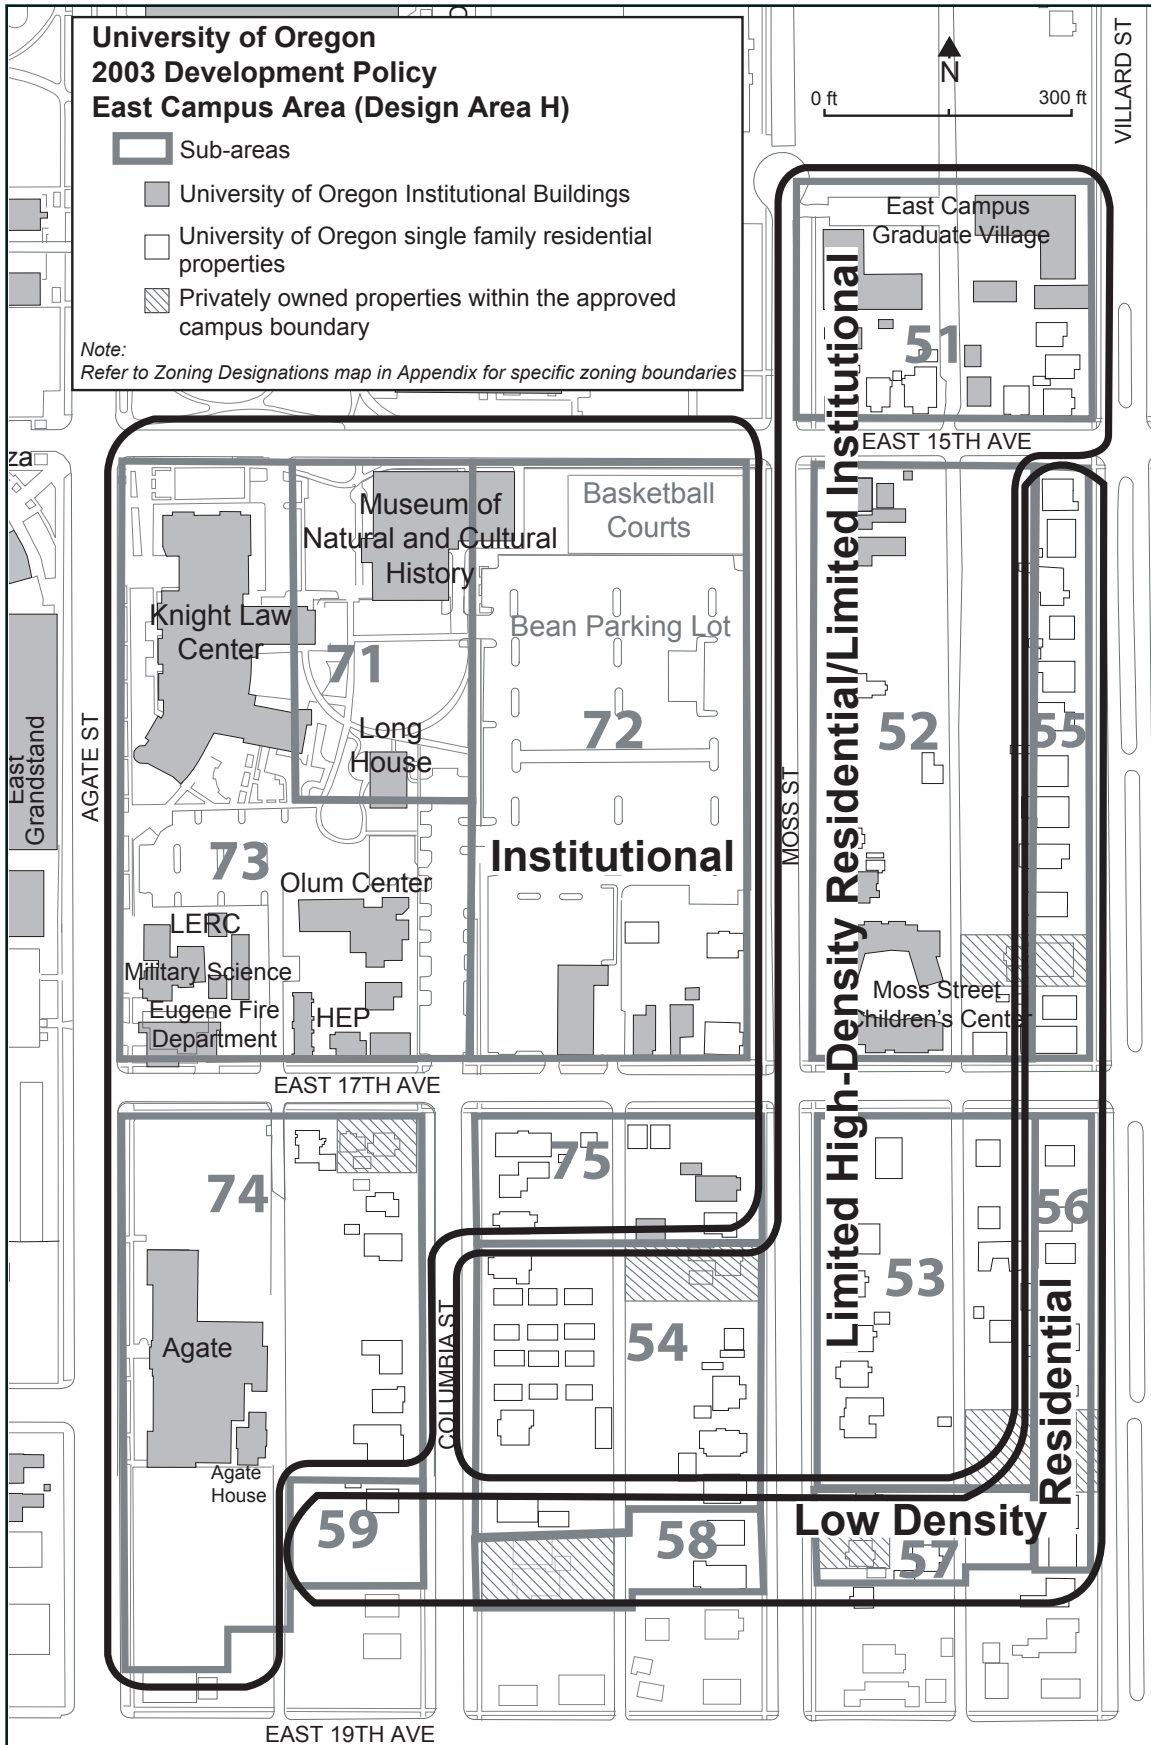 University of Oregon
2003 Development Policy
East Campus Area (Design Area H)
Sub-areas
University of Oregon Institutional Buildings
University of Oregon single family residential
properties
Privately owned properties within the approved
campus boundary
Note:
Refer to Zoning Designations map in Appendix for specific zoning boundaries
N
0 ft
300 ft
VILLARD ST
East Campus
Graduate Village
51
EAST 15TH AVE
za
Museum of
Natural and Cultural
History
Basketball
Courts
Bean Parking Lot
Knight Law
Center
71
72
52
55
Long
House
AGATE ST
East
Grandstand
MOSS ST
Limited High-Density Residential/Limited Institutional
73
Institutional
Olum Center
LERC
Military Science
Eugene Fire
Department
HEP
Moss Street
Children's Center
EAST 17TH AVE
74
75
56
53
54
Agate
COLUMBIA ST
Agate
House
Low Density
Residential
59
58
57
EAST 19TH AVE